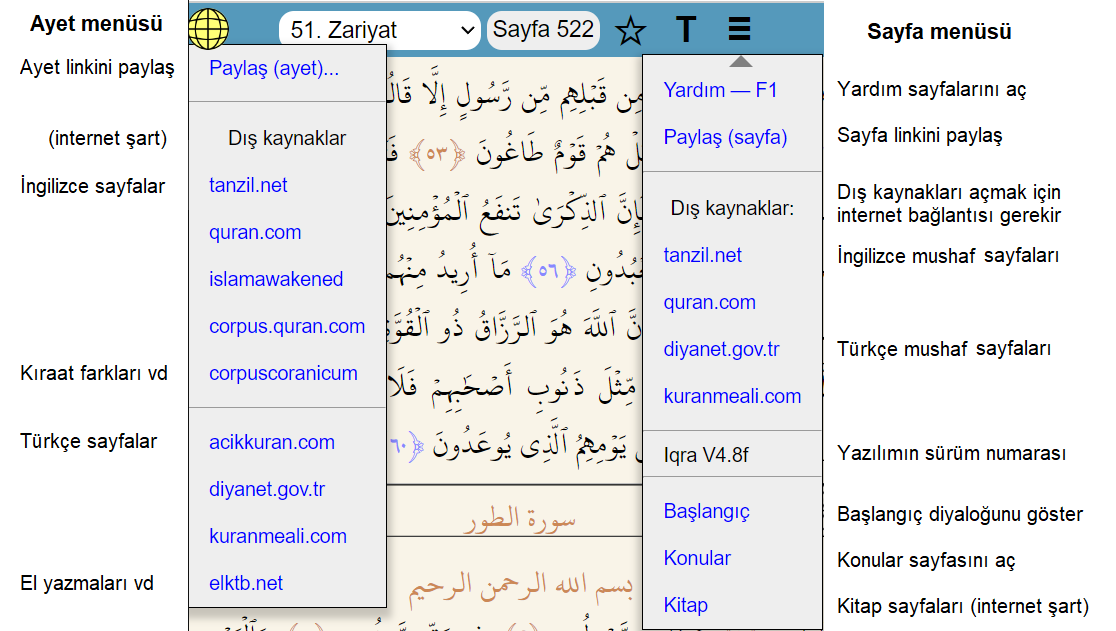 Ayet menüsü
51. Zariyat
Sayfa 522
T
Sayfa menüsü
Ayet linkini paylaş
(internet şart)
İngilizce sayfalar
Kıraat farkları vd
Türkçe sayfalar
El yazmaları vd
Paylaş (ayet)...
Dış kaynaklar
tanzil.net
quran.com
islamawakened
corpus.quran.com
corpuscoranicum
acikkuran.com
diyanet.gov.tr
kuranmeali.com
elktb.net
مِن قَبْلِهِم مِّن رَّسُولٍ إِلَّا
هُمْ قَوْمٌ طَاغُونَ ﴿٥٣﴾
ٱلذِّكْرَىٰ تَنفَعُ ٱلْمُؤْمِنِينَ
﴿٥٦﴾ مَآ أُرِيدُ
ٱللَّهَ هُوَ ٱلرَّزَّاقُ ذُو
مِّثْلَ ذَنُوبِ أَصْحَٰبِهِمْ فَلَا
يَوْمِهِمُ ٱلَّذِى يُوعَدُونَ
سورة الطور
بسم الله الرحمن الرحيم
Yardım — F1
Paylaş (sayfa)
Dış kaynaklar:
tanzil.net
quran.com
diyanet.gov.tr
kuranmeali.com
Iqra V4.8f
Başlangıç
Konular
Kitap
Yardım sayfalarını aç
Sayfa linkini paylaş
Dış kaynakları açmak için
internet bağlantısı gerekir
İngilizce mushaf sayfaları
Türkçe mushaf sayfaları
Yazılımın sürüm numarası
Başlangıç diyaloğunu göster
Konular sayfasını aç
Kitap sayfaları (internet şart)